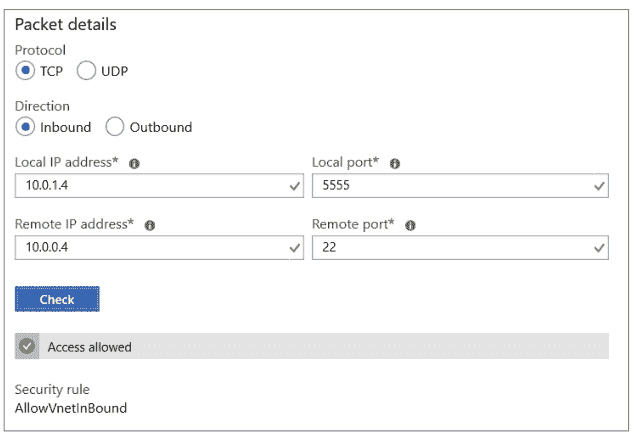 Packet details
Protocol
TCP UDP
Direction
Inbound Outbound
Local IP address* Local port*
10.0.1.4 5555
Remote IP address* Remote port*
10.0.0.4 22
Check
Access allowed
Security rule
AllowVnetInBound